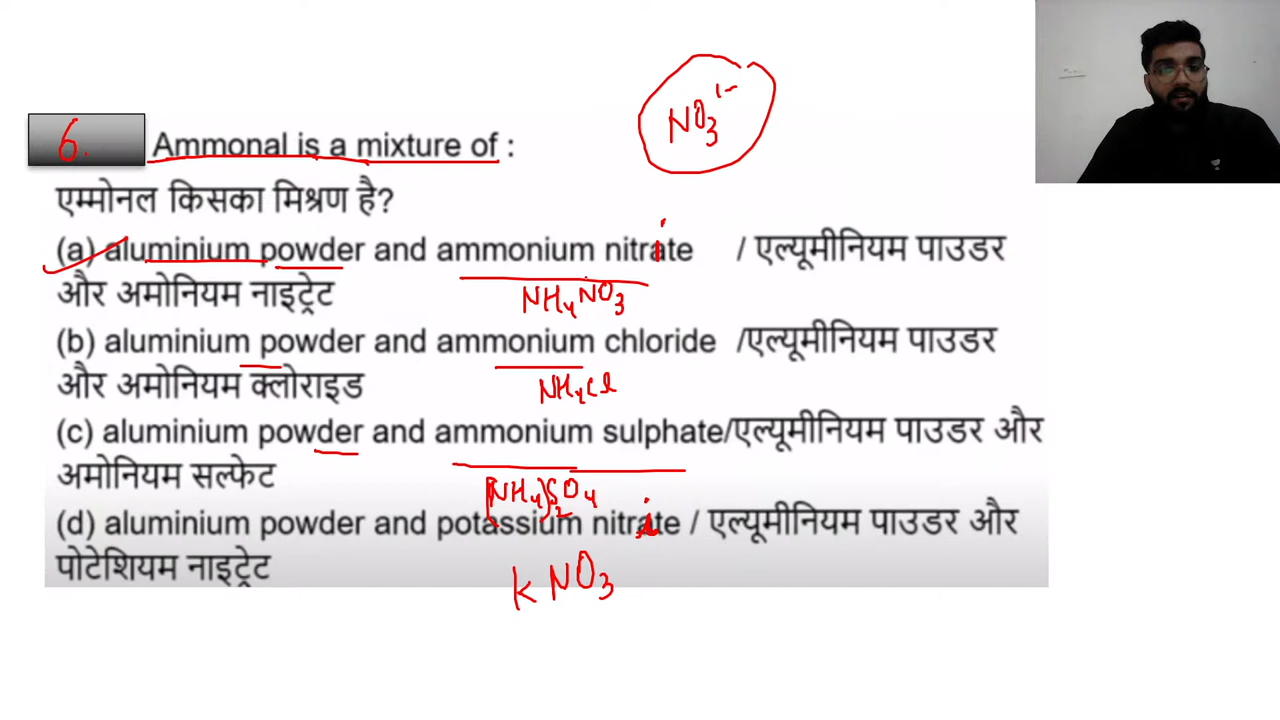 NO3 1-
6. Ammonal is a mixture of :
एम्मोनल किसका मिश्रण है?
(a) aluminium powder and ammonium nitrate / एल्यूमीनियम पाउडर
i
और अमोनियम नाइट्रेट
NH4NO3
(b) aluminium powder and ammonium chloride /एल्यूमीनियम पाउडर
और अमोनियम क्लोराइड
NH4Cl
(c) aluminium powder and ammonium sulphate/एल्यूमीनियम पाउडर और
अमोनियम सल्फेट
(NH4)2SO4
i
(d) aluminium powder and potassium nitrate / एल्यूमीनियम पाउडर और
पोटेशियम नाइट्रेट
KNO3